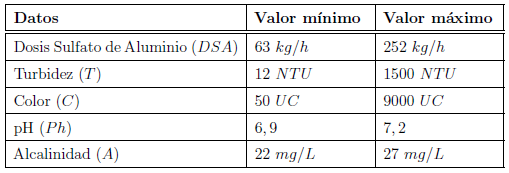 Datos Valor mínimo Valor máximo
Dosis Sulfato de Aluminio (DSA) 63 kg/h 252 kg/h
Turbidez (T) 12 NTU 1500 NTU
Color (C) 50 UC 9000 UC
pH (Ph) 6,9 7,2
Alcalinidad (A) 22 mg/L 27 mg/L